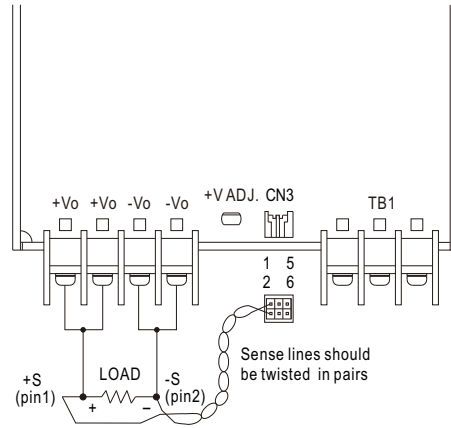 +Vo +Vo -Vo -Vo
+V ADJ. CN3
TB1
1 5
2 6
Sense lines should
be twisted in pairs
+S
(pin1)
LOAD
-S
(pin2)
+ −